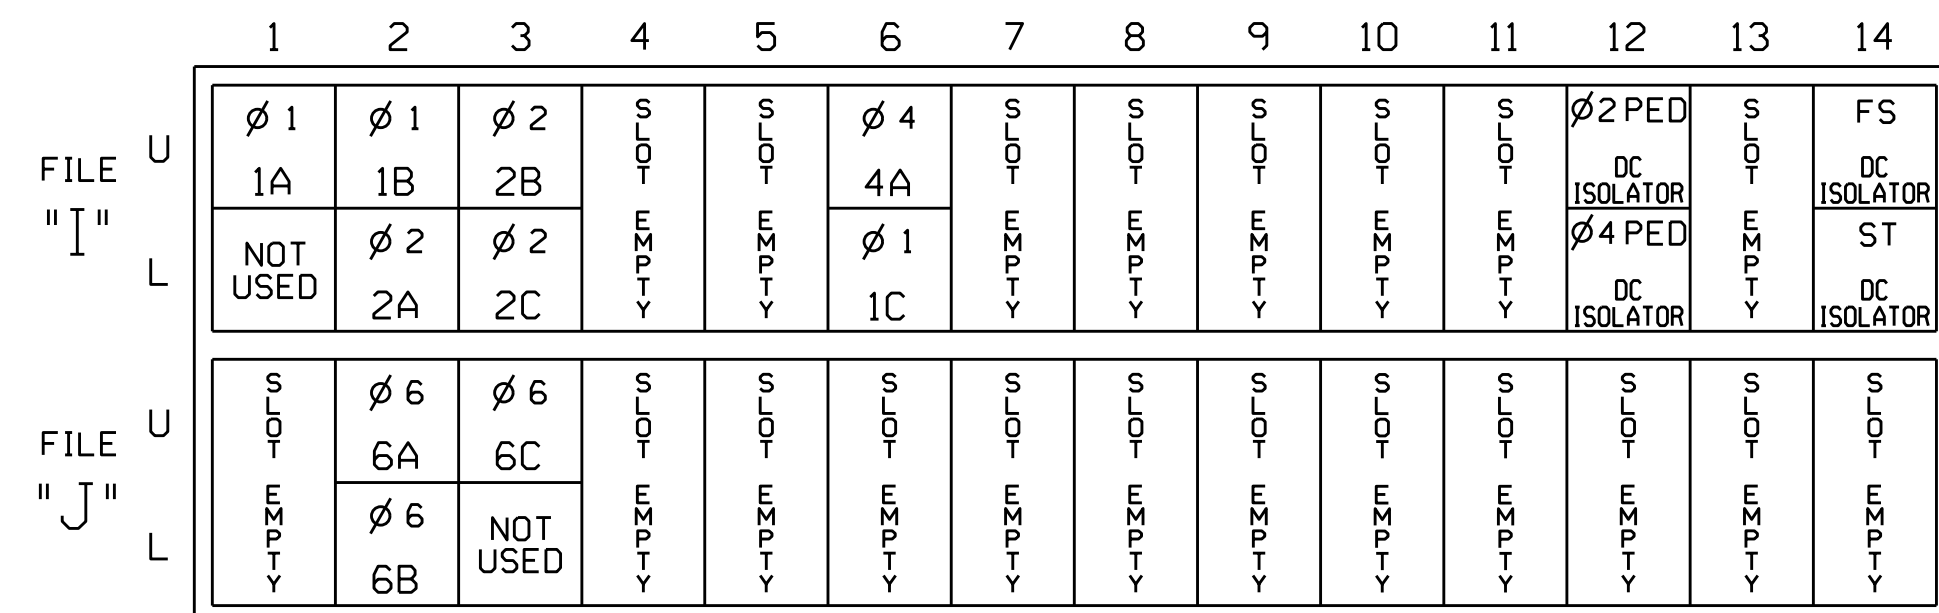 1 2 3 4 5 6 7 8 9 10 11 12 13 14
FILE "I"
U
Ø 1 Ø 1 Ø 2 SLOT EMPTY SLOT EMPTY Ø 4 SLOT EMPTY SLOT EMPTY SLOT EMPTY SLOT EMPTY SLOT EMPTY Ø2 PED SLOT EMPTY FS
1A 1B 2B 4A DC ISOLATOR DC ISOLATOR
L
NOT USED Ø 2 Ø 2 Ø 1 Ø4 PED ST
2A 2C 1C DC ISOLATOR DC ISOLATOR
FILE "J"
U
SLOT EMPTY Ø 6 Ø 6 SLOT EMPTY SLOT EMPTY SLOT EMPTY SLOT EMPTY SLOT EMPTY SLOT EMPTY SLOT EMPTY SLOT EMPTY SLOT EMPTY SLOT EMPTY SLOT EMPTY
6A 6C
L
Ø 6 NOT USED
6B